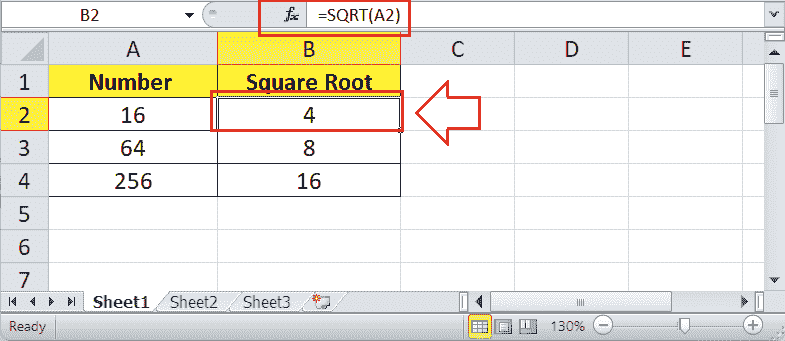 B2 fx =SQRT(A2)
A B C D E
1 Number Square Root
2 16 4
3 64 8
4 256 16
5
6
7
Sheet1 Sheet2 Sheet3
Ready 130%